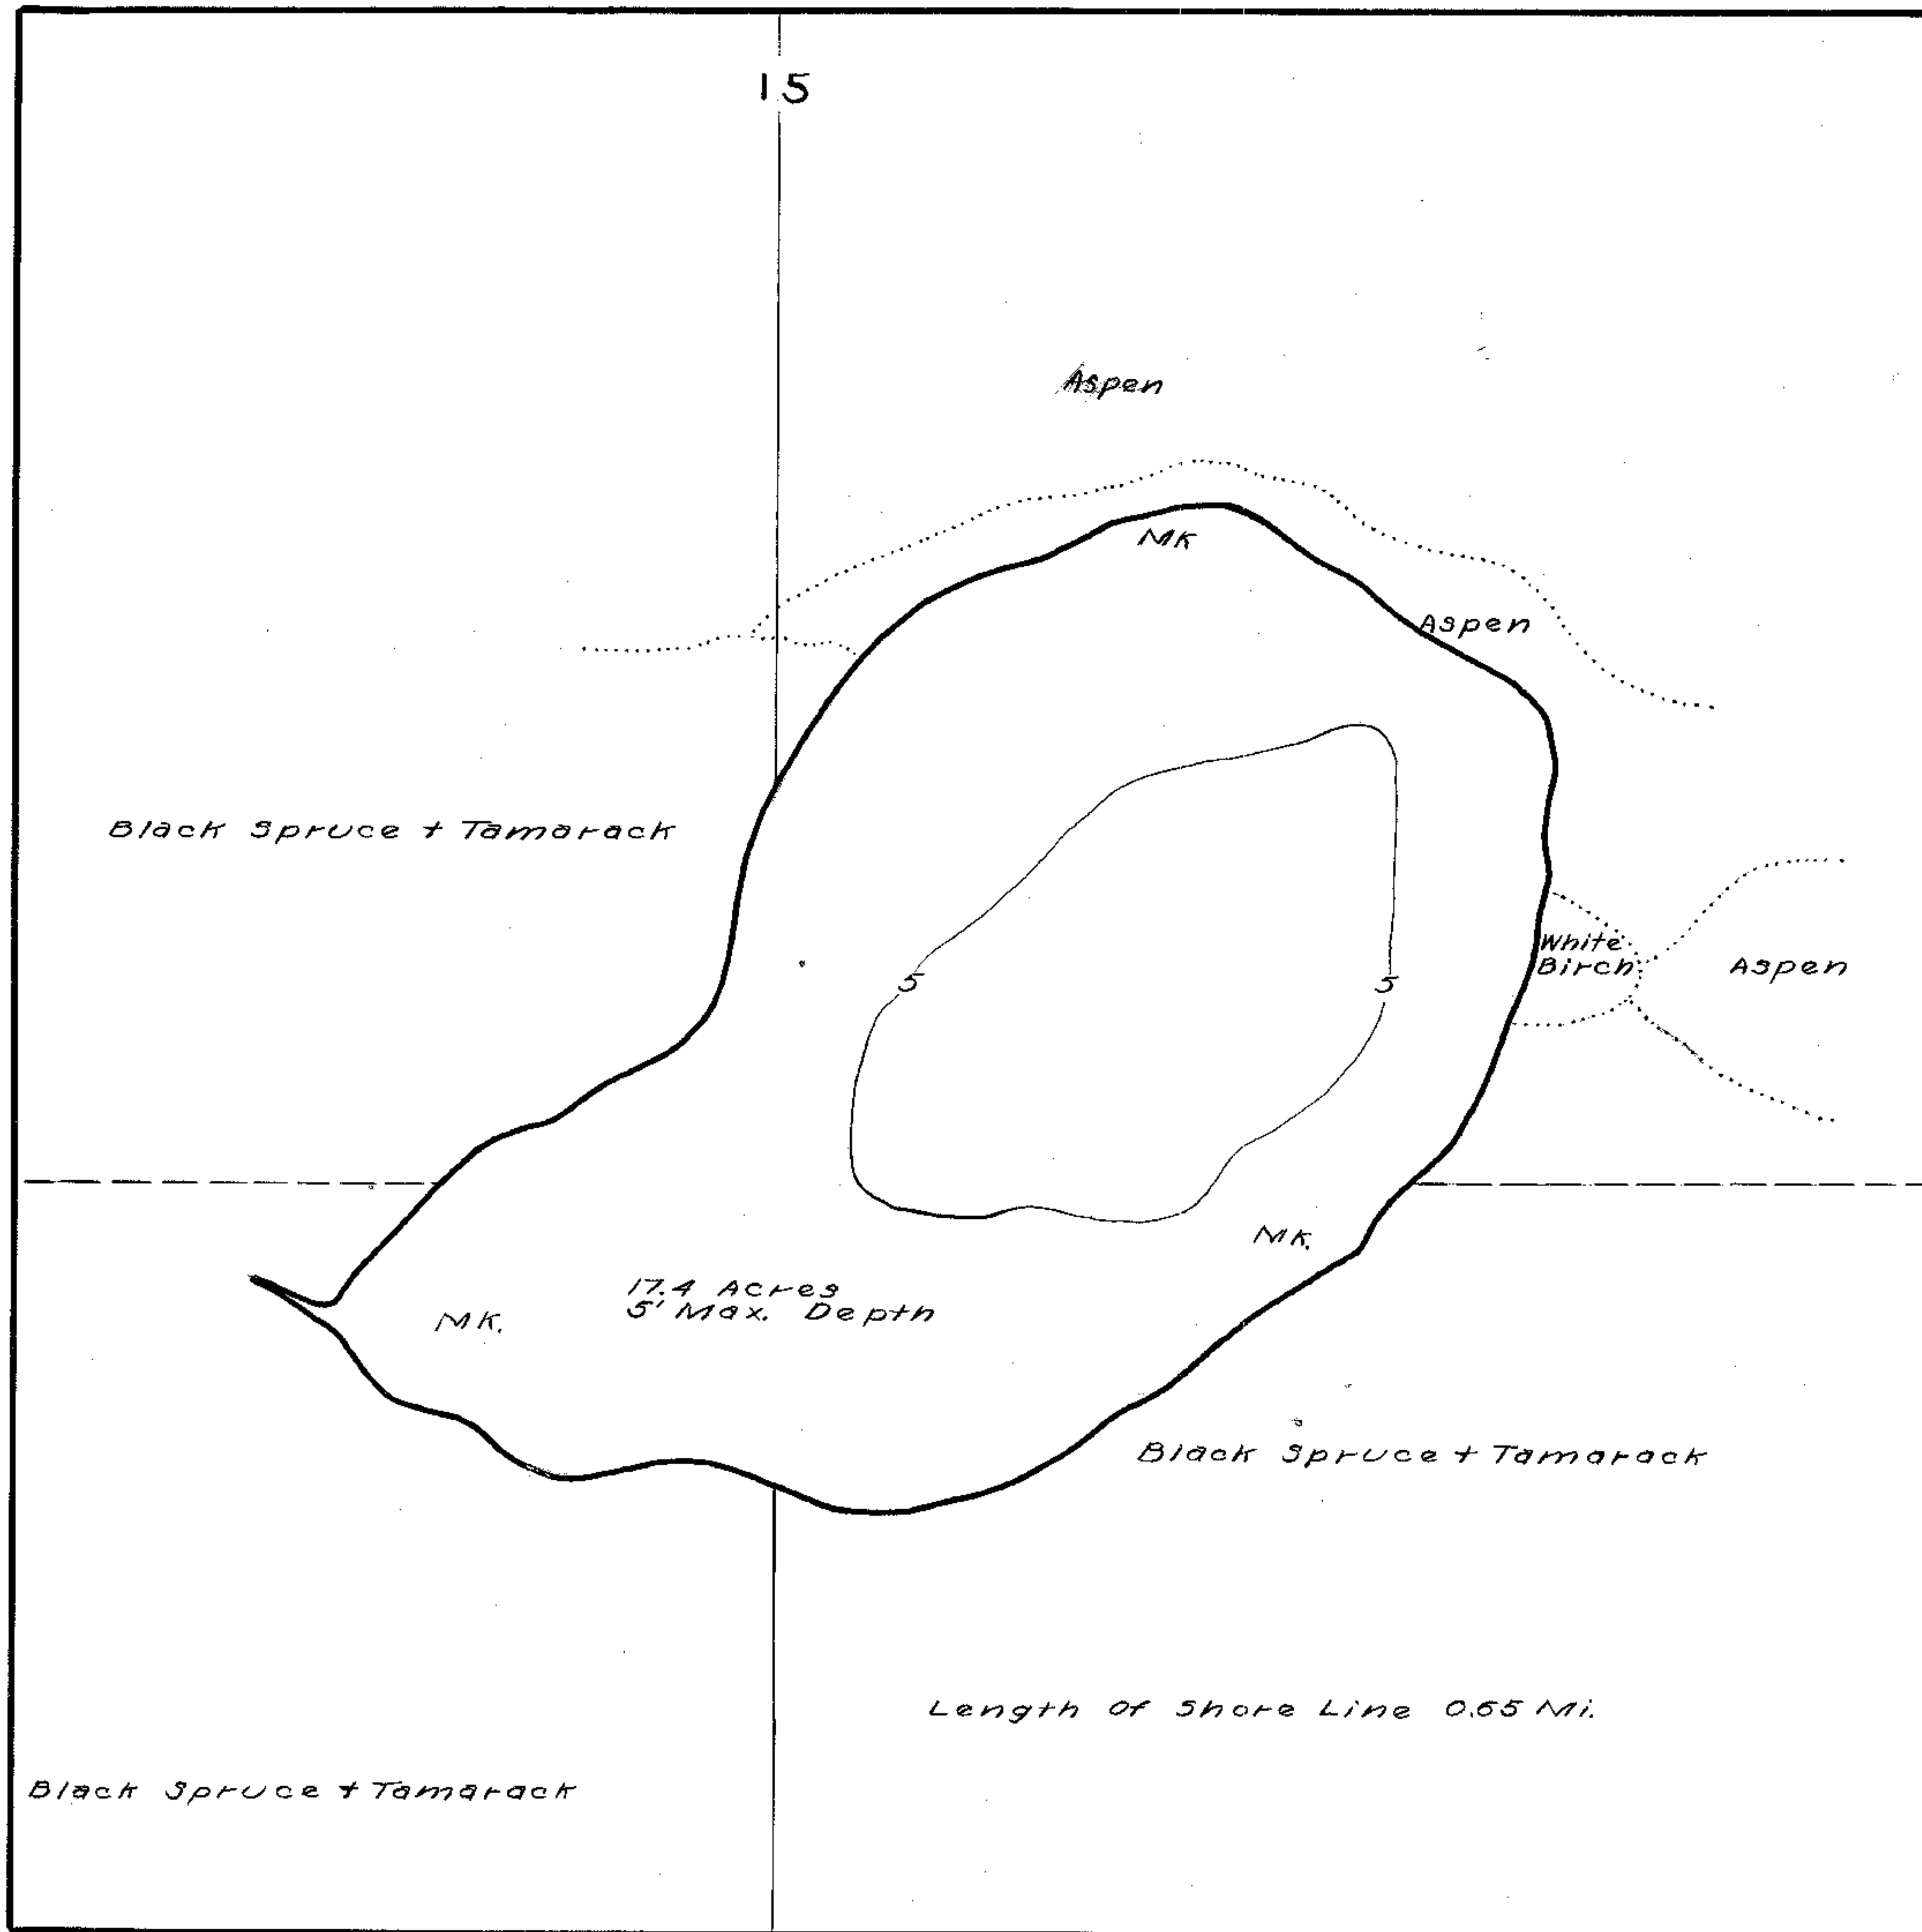 15
Aspen
MK
Aspen
Black Spruce + Tamarack
White
Birch
Aspen
5
5
MK.
17.4 Acres
5' Max. Depth
MK.
Black Spruce + Tamarack
Length of Shore Line 0.65 Mi.
Black Spruce + Tamarack